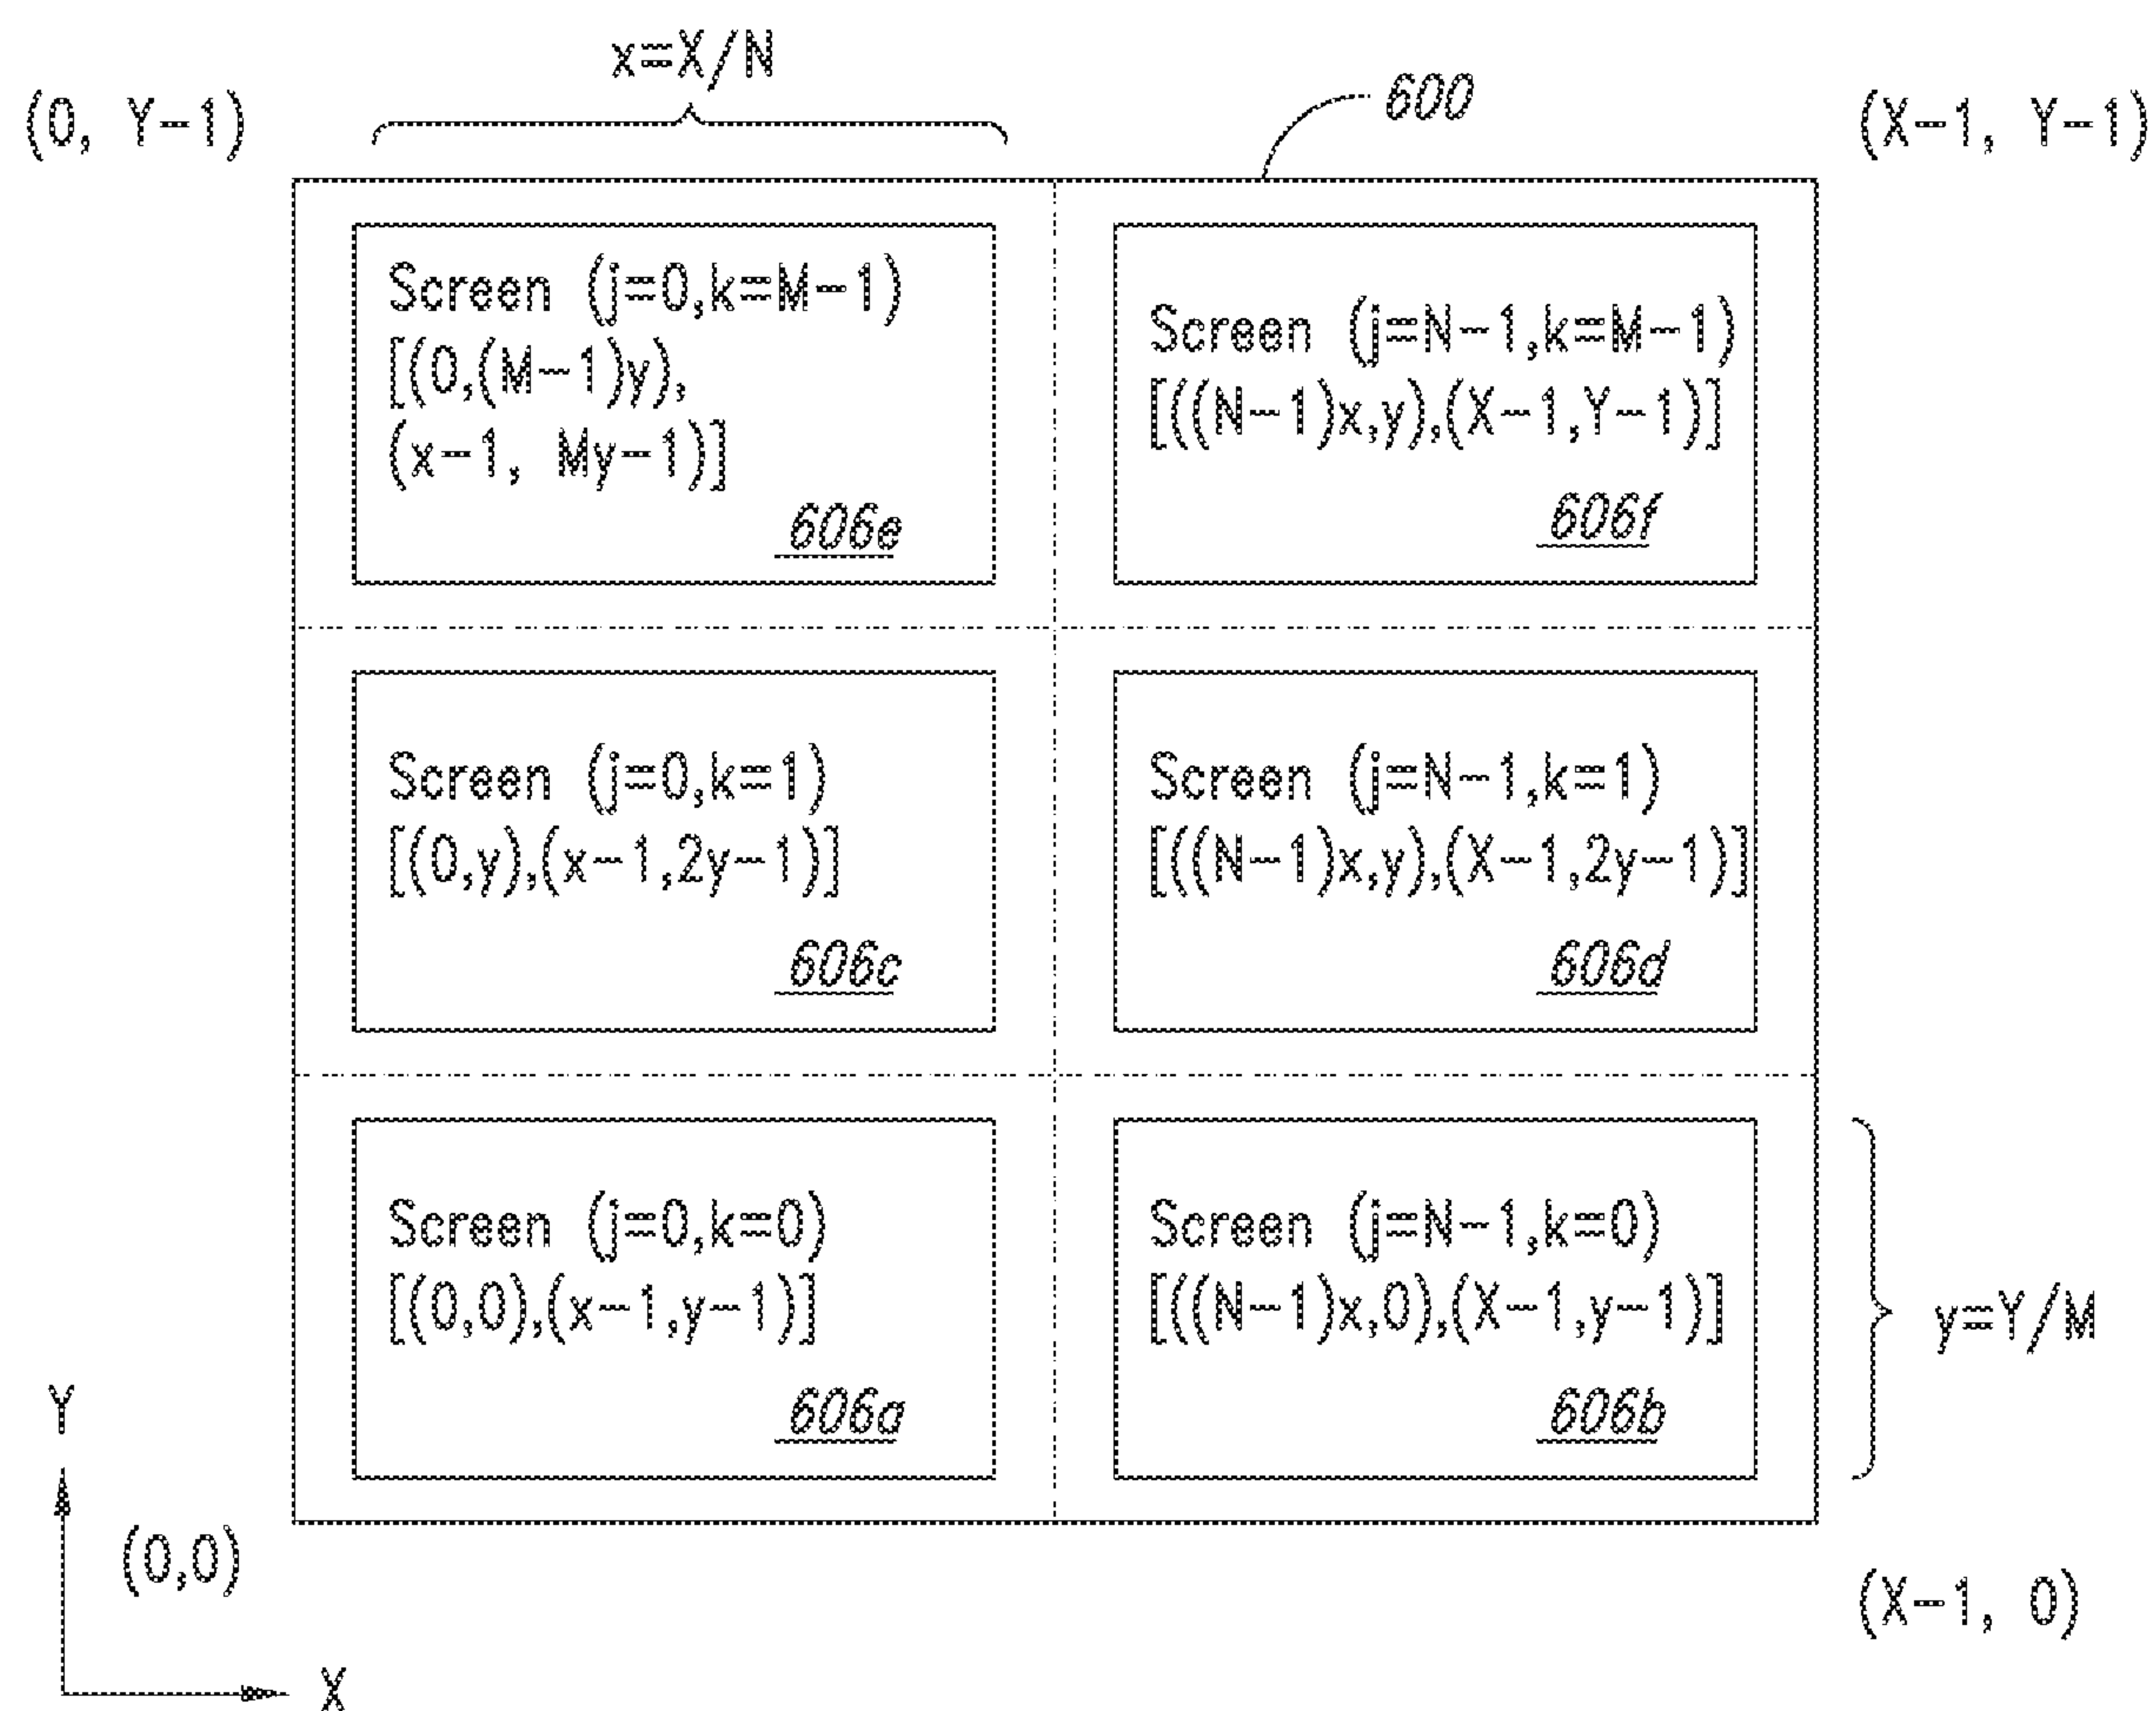 x=X/N
600
(0, Y-1)
(X-1, Y-1)
Screen (j=0,k=M-1)
[(0,(M-1)y),
(x-1, My-1)]
606e
Screen (j=N-1,k=M-1)
[((N-1)x,y),(X-1,Y-1)]
606f
Screen (j=0,k=1)
[(0,y),(x-1,2y-1)]
606c
Screen (j=N-1,k=1)
[((N-1)x,y),(X-1,2y-1)]
606d
Screen (j=0,k=0)
[(0,0),(x-1,y-1)]
606a
Screen (j=N-1,k=0)
[((N-1)x,0),(X-1,y-1)]
606b
y=Y/M
Y
(0,0)
X
(X-1, 0)